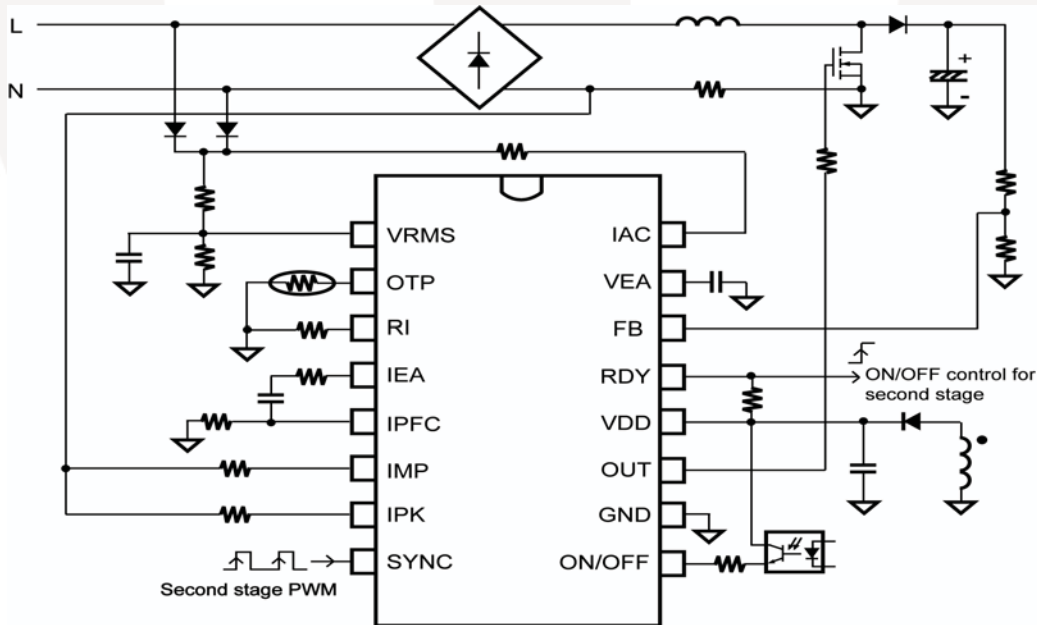 L
N
VRMS
OTP
RI
IEA
IPFC
IMP
IPK
SYNC
IAC
VEA
FB
RDY
VDD
OUT
GND
ON/OFF
+
-
ON/OFF control for
second stage
Second stage PWM